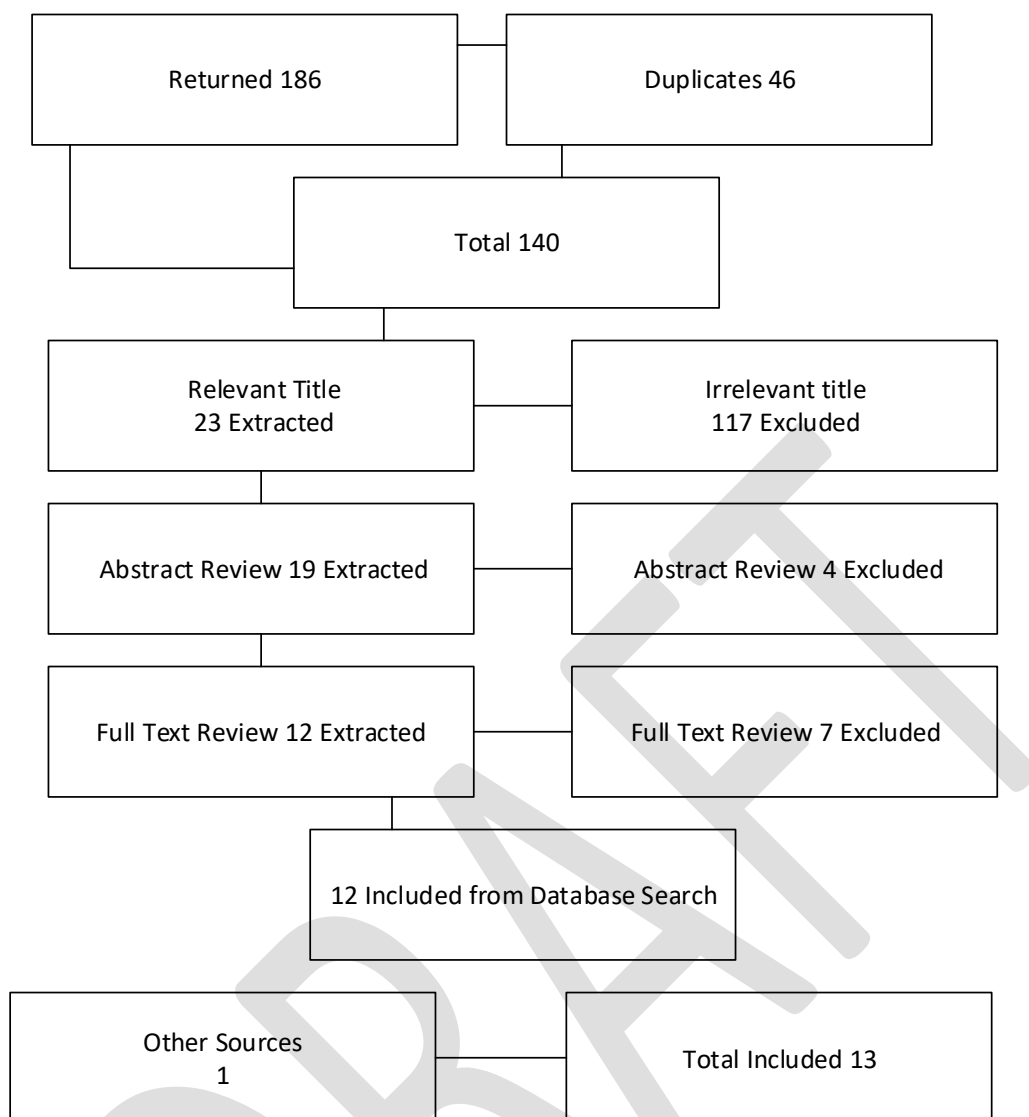 Returned 186
Duplicates 46
Total 140
Relevant Title
23 Extracted
Irrelevant title
117 Excluded
Abstract Review 19 Extracted
Abstract Review 4 Excluded
Full Text Review 12 Extracted
Full Text Review 7 Excluded
12 Included from Database Search
Other Sources
1
Total Included 13
DRAFT